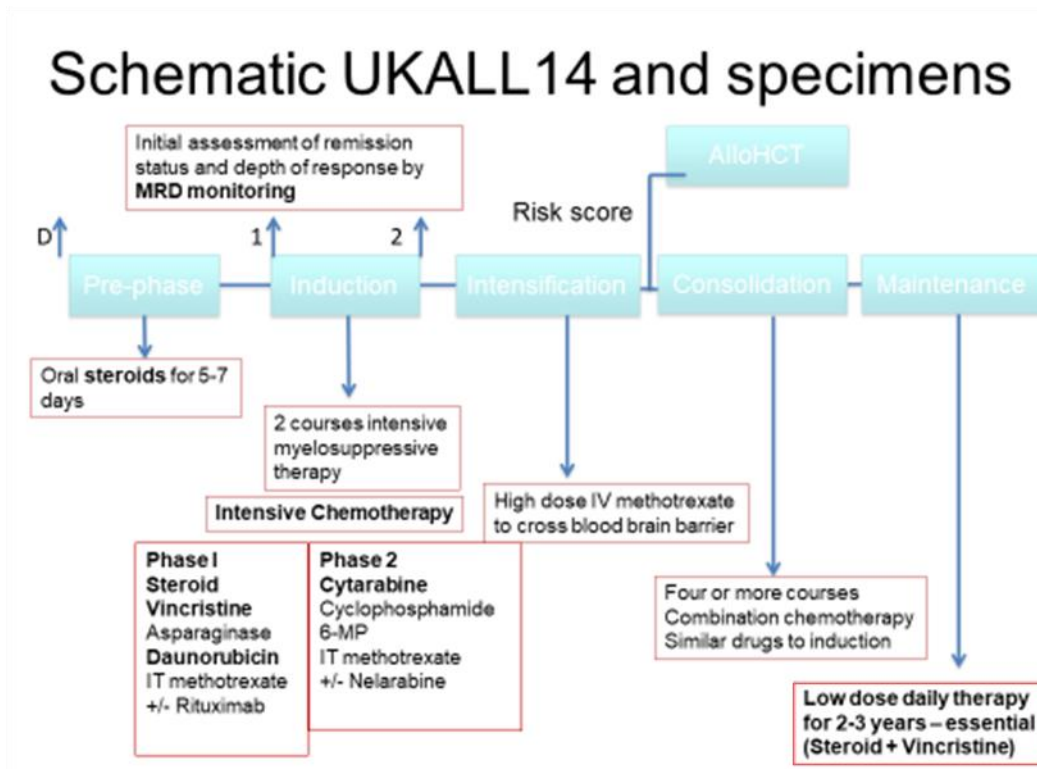 Schematic UKALL14 and specimens
Initial assessment of remission
status and depth of response by
MRD monitoring
AlloHCT
Risk score
D
1
2
Pre-phase
Induction
Intensification
Consolidation
Maintenance
Oral steroids for 5-7
days
2 courses intensive
myelosuppressive
therapy
Intensive Chemotherapy
High dose IV methotrexate
to cross blood brain barrier
Phase I
Steroid
Vincristine
Asparaginase
Daunorubicin
IT methotrexate
+/- Rituximab
Phase 2
Cytarabine
Cyclophosphamide
6-MP
IT methotrexate
+/- Nelarabine
Four or more courses
Combination chemotherapy
Similar drugs to induction
Low dose daily therapy
for 2-3 years – essential
(Steroid + Vincristine)